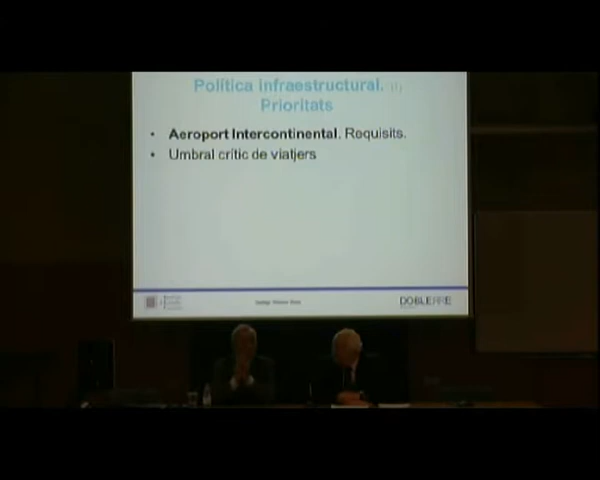 Política infraestructural. (I)
Prioritats
• Aeroport Intercontinental. Requisits.
• Umbral crític de viatjers
DOBLERRE